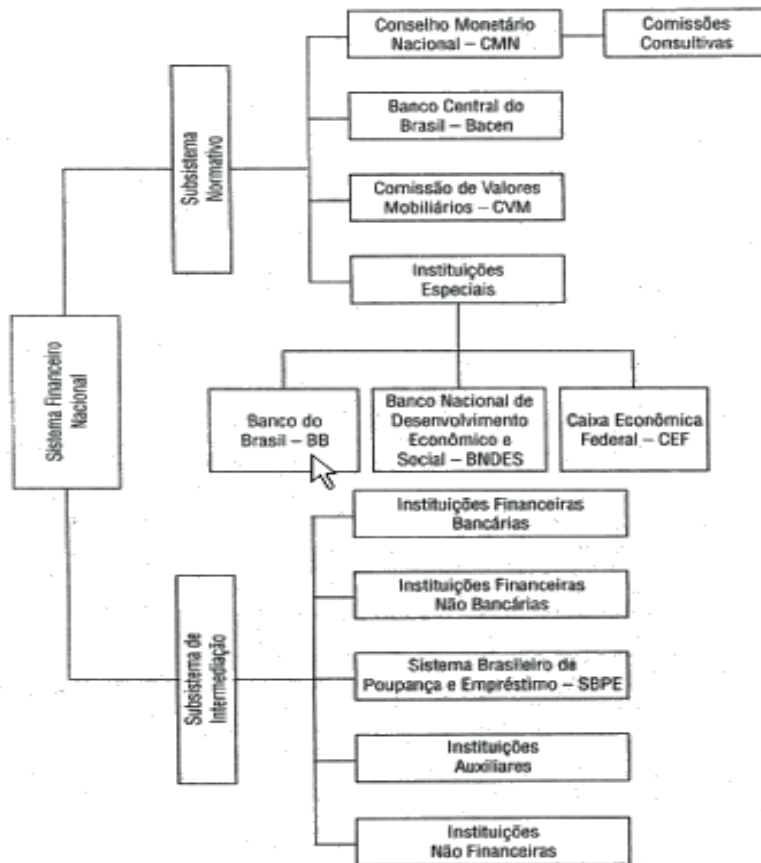 Conselho Monetário
Nacional – CMN
Comissões
Consultivas
Subsistema
Normativo
Banco Central do
Brasil – Bacen
Comissão de Valores
Mobiliários – CVM
Instituições
Especiais
Sistema Financeiro
Nacional
Banco do
Brasil – BB
Banco Nacional de
Desenvolvimento
Econômico e
Social – BNDES
Caixa Econômica
Federal – CEF
Instituições Financeiras
Bancárias
Instituições Financeiras
Não Bancárias
Subsistema de
Intermediação
Sistema Brasileiro de
Poupança e Empréstimo – SBPE
Instituições
Auxiliares
Instituições
Não Financeiras